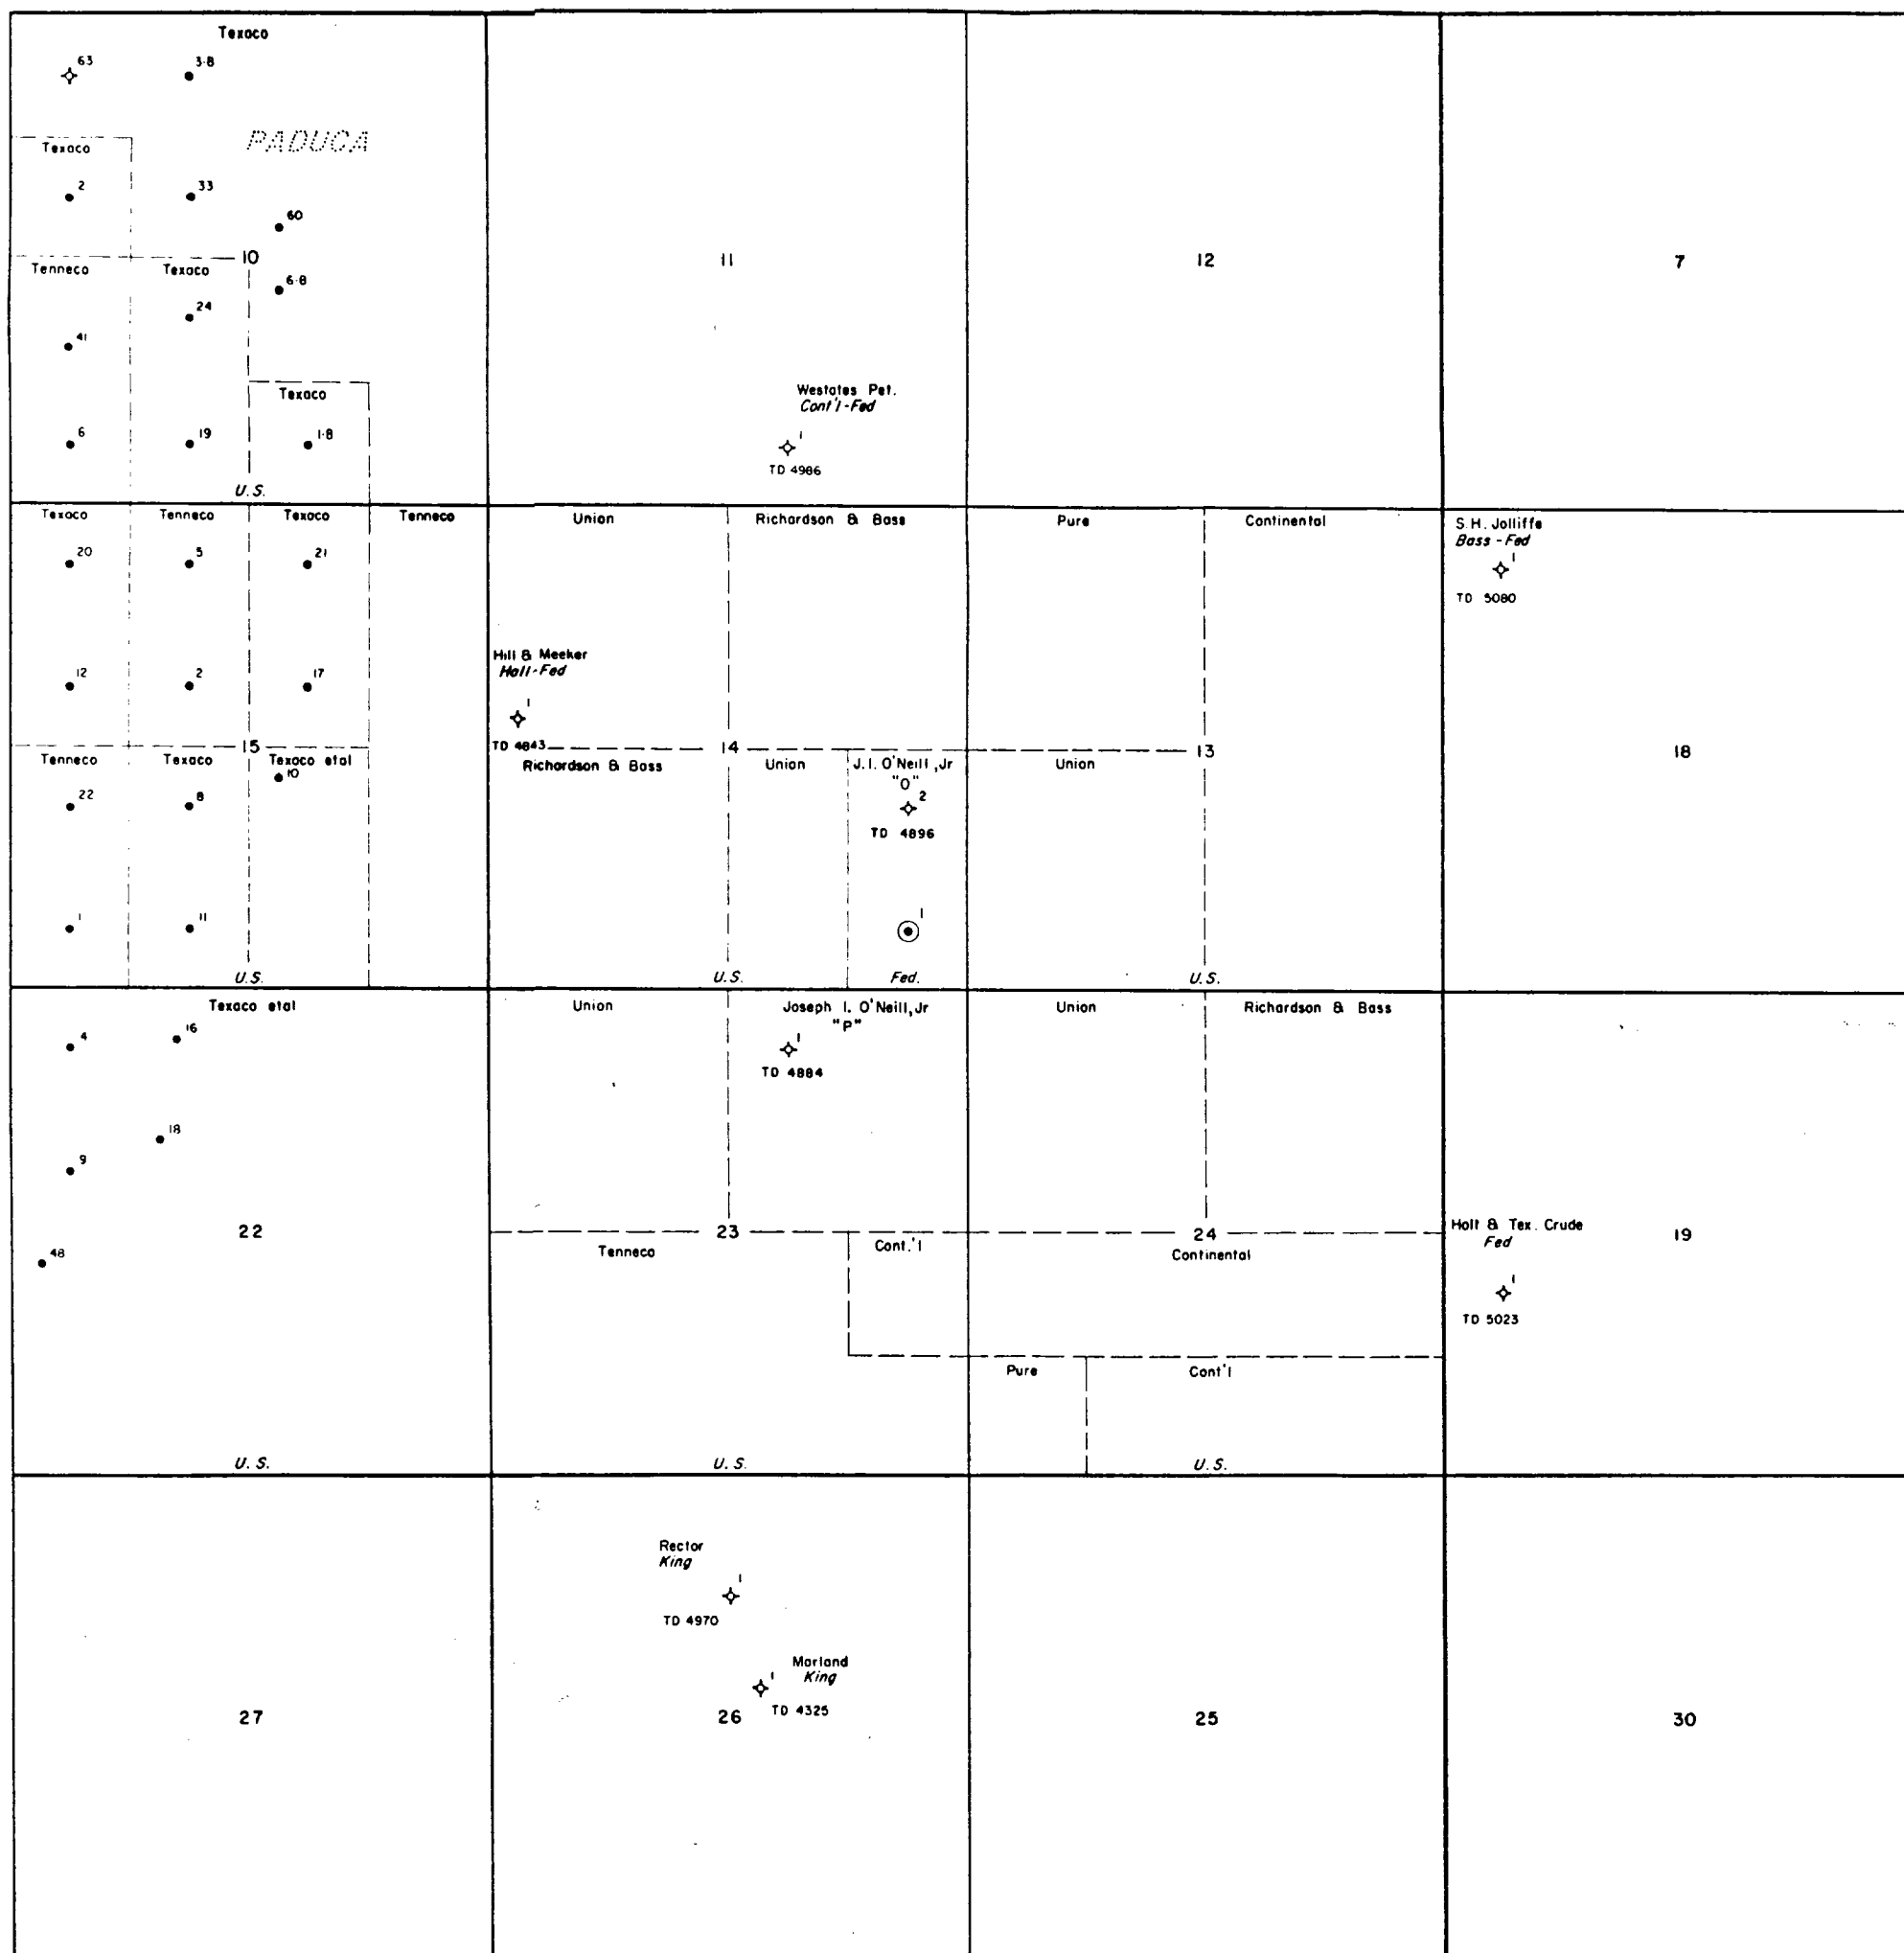 Texaco
63
3-8
PADUCA
Texaco
2
33
60
10
Tenneco
Texaco
6-8
24
41
Texaco
6
19
1-8
U.S.
11
Westates Pet.
Cont'l-Fed
1
TD 4986
12
7
Texaco
Tenneco
Texaco
Tenneco
20
5
21
12
2
17
15
Tenneco
Texaco
Texaco etal
10
22
8
1
11
U.S.
Union
Richardson & Bass
Hill & Meeker
Hall-Fed
1
TD 4843
14
Richardson & Bass
Union
J.I. O'Neill, Jr
"O"
2
TD 4896
1
U.S.
Fed.
Pure
Continental
13
Union
U.S.
S.H. Jolliffe
Bass-Fed
1
TD 5080
18
Texaco etal
4
16
18
9
22
48
U.S.
Union
Joseph I. O'Neill, Jr
"P"
1
TD 4884
23
Tenneco
Cont.'l
U.S.
Union
Richardson & Bass
24
Continental
Pure
Cont'l
U.S.
Holt & Tex. Crude
Fed
1
TD 5023
19
27
Rector
King
1
TD 4970
Marland
King
1
TD 4325
26
25
30